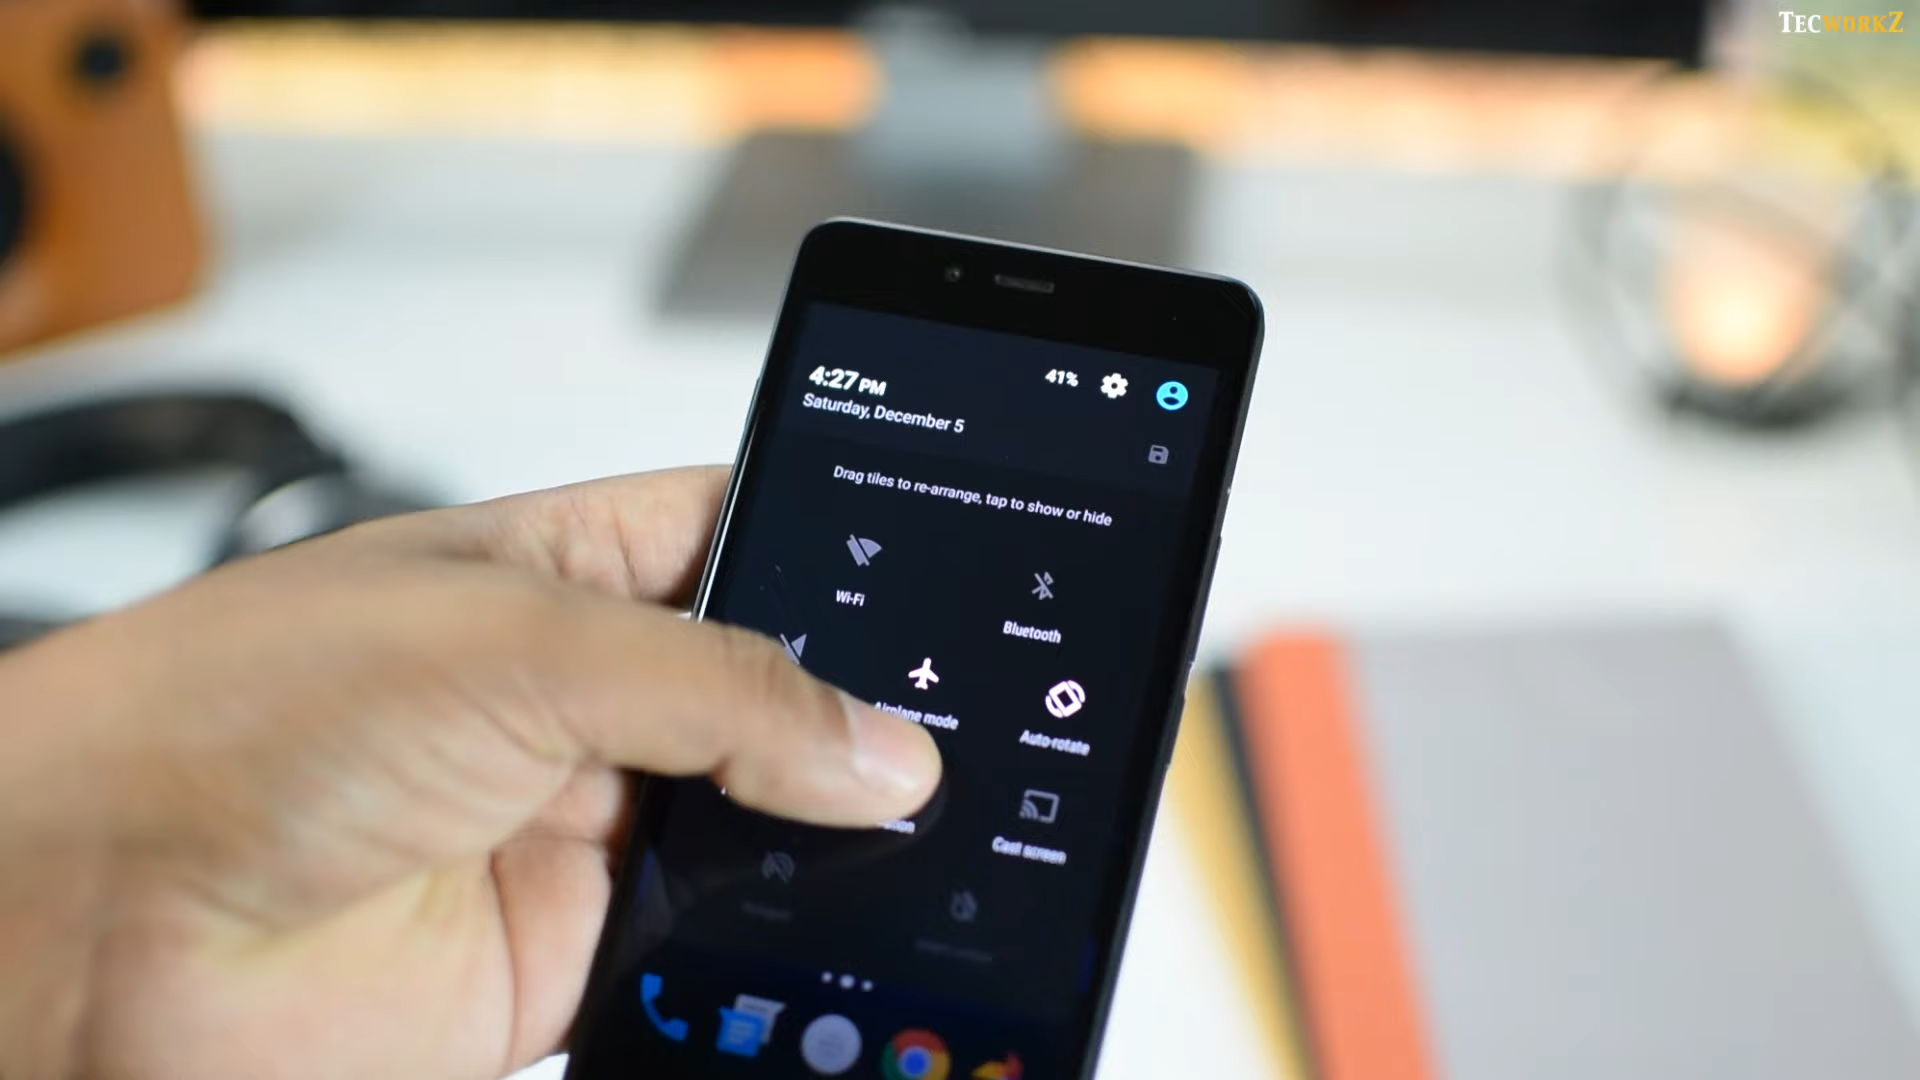 TECWORKZ
4:27 PM
41%
Saturday, December 5
Drag tiles to re-arrange, tap to show or hide
Wi-Fi
Bluetooth
Airplane mode
Auto-rotate
Cast screen